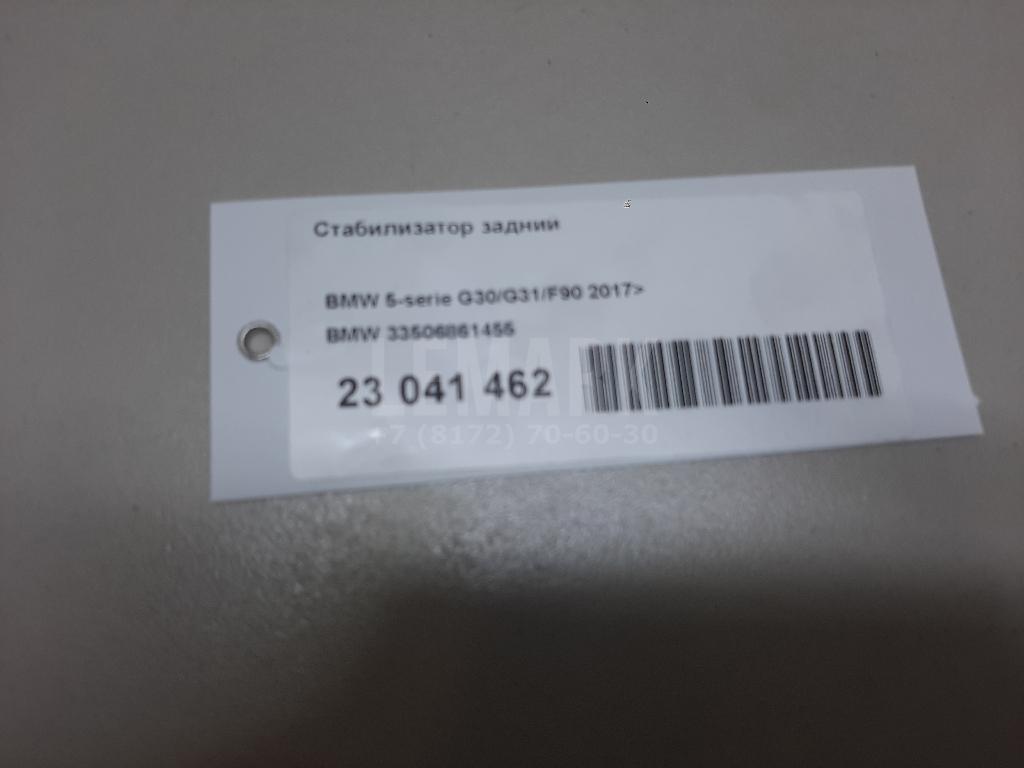 Стабилизатор задний
BMW 5-serie G30/G31/F90 2017>
BMW 33506861455
23 041 462
LEMARK
+7 (8172) 70-60-30